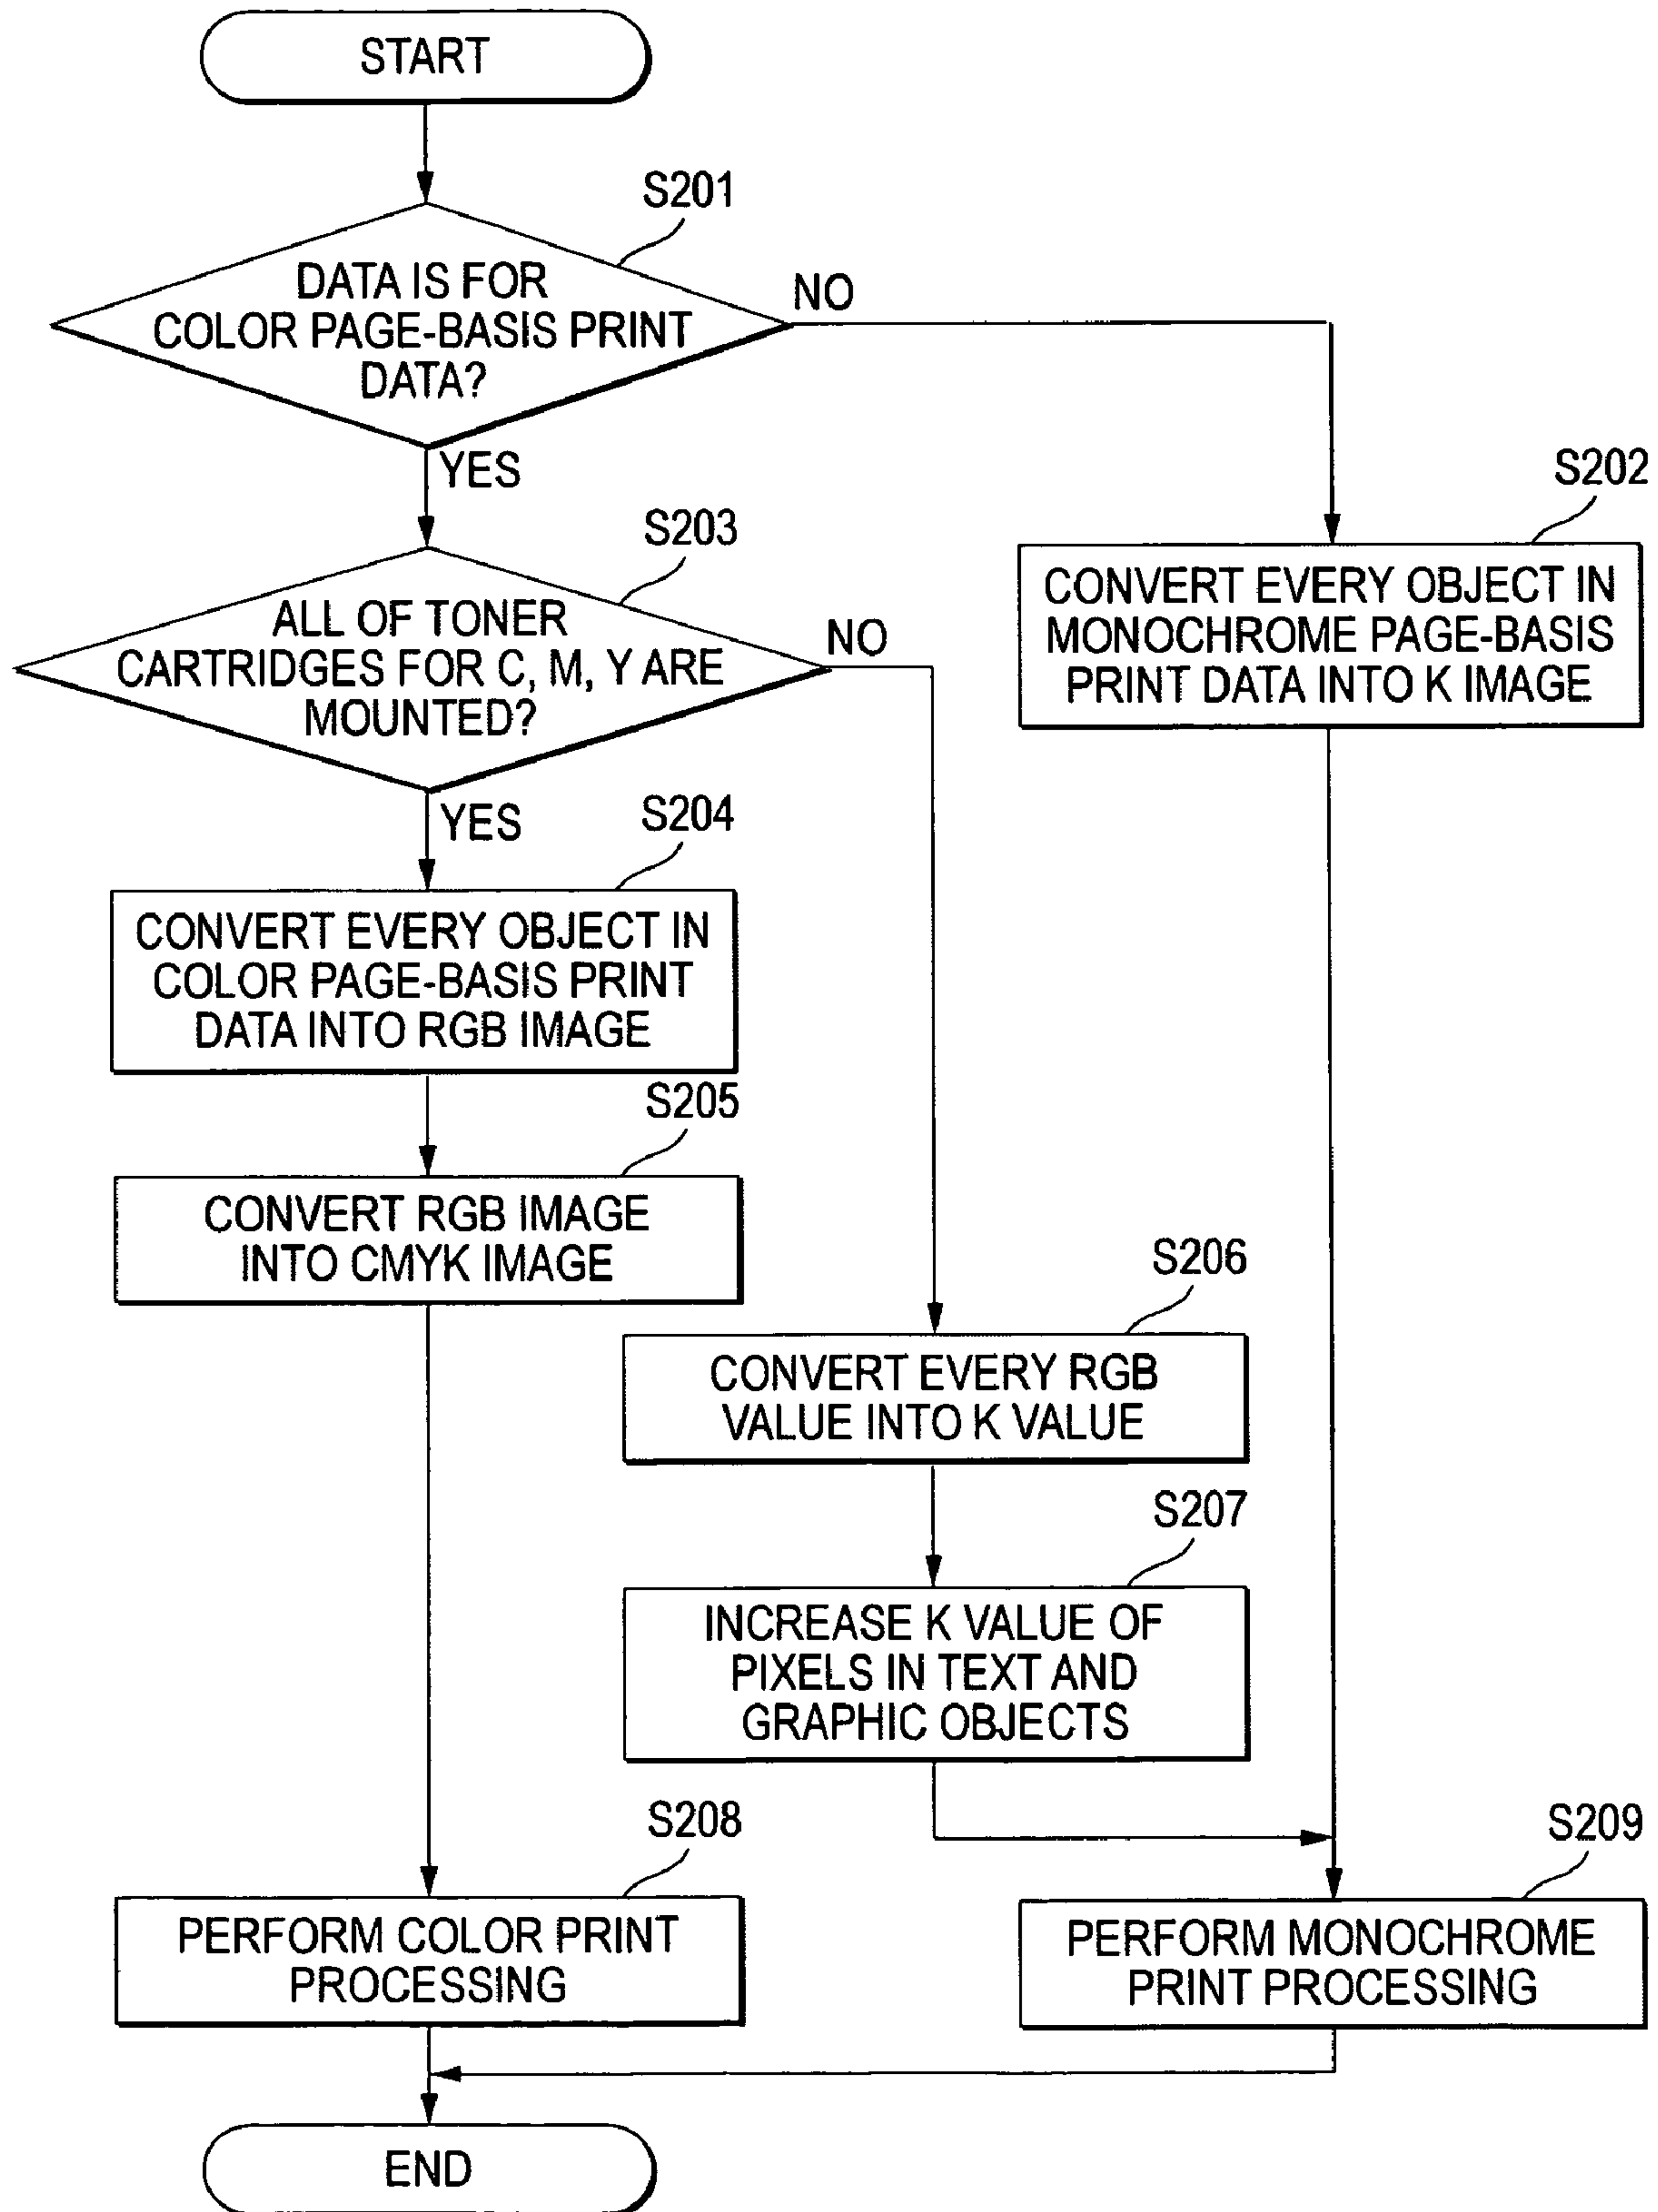 START
S201
DATA IS FOR
COLOR PAGE-BASIS PRINT
DATA?
NO
YES
S202
CONVERT EVERY OBJECT IN
MONOCHROME PAGE-BASIS
PRINT DATA INTO K IMAGE
S203
ALL OF TONER
CARTRIDGES FOR C, M, Y ARE
MOUNTED?
NO
YES
S204
CONVERT EVERY OBJECT IN
COLOR PAGE-BASIS PRINT
DATA INTO RGB IMAGE
S205
CONVERT RGB IMAGE
INTO CMYK IMAGE
S206
CONVERT EVERY RGB
VALUE INTO K VALUE
S207
INCREASE K VALUE OF
PIXELS IN TEXT AND
GRAPHIC OBJECTS
S208
PERFORM COLOR PRINT
PROCESSING
S209
PERFORM MONOCHROME
PRINT PROCESSING
END